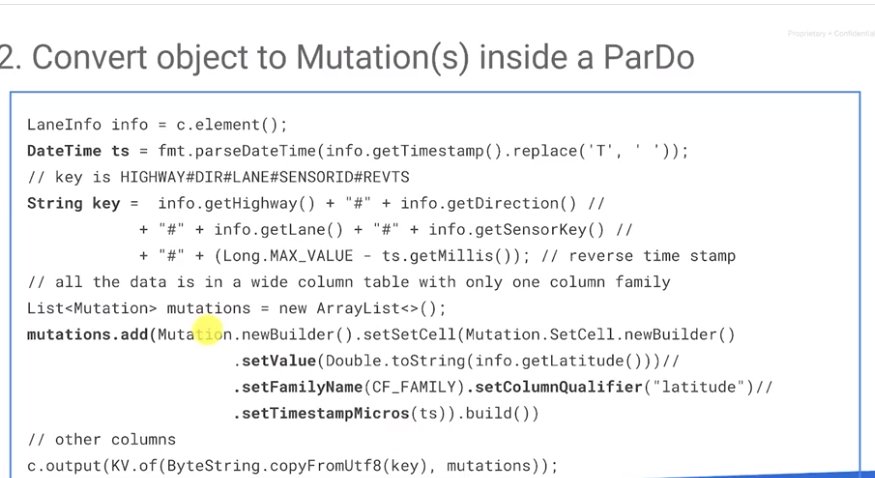 Proprietary + Confidential
2. Convert object to Mutation(s) inside a ParDo
LaneInfo info = c.element();
DateTime ts = fmt.parseDateTime(info.getTimestamp().replace('T', ' '));
// key is HIGHWAY#DIR#LANE#SENSORID#REVTS
String key =  info.getHighway() + "#" + info.getDirection() //
+ "#" + info.getLane() + "#" + info.getSensorKey() //
+ "#" + (Long.MAX_VALUE - ts.getMillis()); // reverse time stamp
// all the data is in a wide column table with only one column family
List<Mutation> mutations = new ArrayList<>();
mutations.add(Mutation.newBuilder().setSetCell(Mutation.SetCell.newBuilder()
.setValue(Double.toString(info.getLatitude()))//
.setFamilyName(CF_FAMILY).setColumnQualifier("latitude")//
.setTimestampMicros(ts)).build())
// other columns
c.output(KV.of(ByteString.copyFromUtf8(key), mutations));